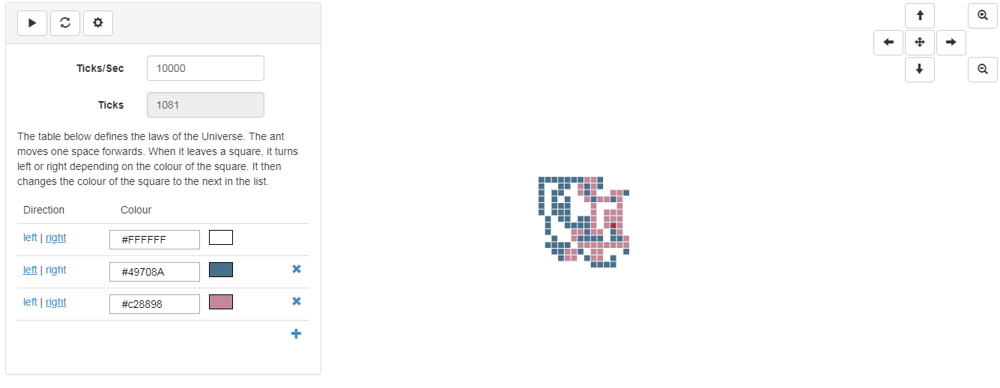 Ticks/Sec 10000
Ticks 1081
The table below defines the laws of the Universe. The ant
moves one space forwards. When it leaves a square, it turns
left or right depending on the colour of the square. It then
changes the colour of the square to the next in the list.
Direction Colour
left | right #FFFFFF
left | right #49708A
left | right #c28898